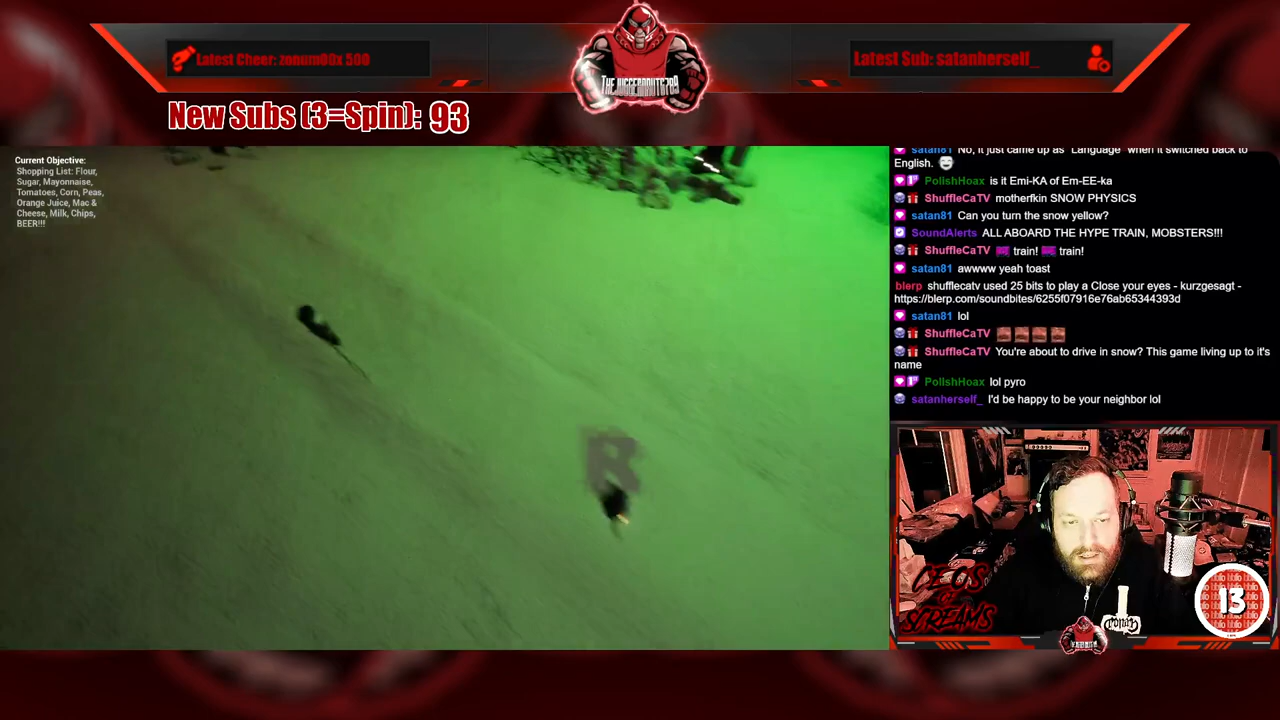 Latest Cheer: zonum00x 500
THEJUGGERNAUT6789
Latest Sub: satanherself_
New Subs (3=Spin): 93
Current Objective:
Shopping List: Flour,
Sugar, Mayonnaise,
Tomatoes, Corn, Peas,
Orange Juice, Mac &
Cheese, Milk, Chips,
BEER!!!
R
satan81 No, it just came up as "Language" when it switched back to
English.
PolishHoax is it Emi-KA of Em-EE-ka
ShuffleCaTV motherfkin SNOW PHYSICS
satan81 Can you turn the snow yellow?
SoundAlerts ALL ABOARD THE HYPE TRAIN, MOBSTERS!!!
ShuffleCaTV train! train!
satan81 awwww yeah toast
blerp shufflecatv used 25 bits to play a Close your eyes - kurzgesagt -
https://blerp.com/soundbites/6255f07916e76ab65344393d
satan81 lol
ShuffleCaTV
ShuffleCaTV You're about to drive in snow? This game living up to it's
name
PolishHoax lol pyro
satanherself_ I'd be happy to be your neighbor lol
CEOS
OF
SCREAMS
13